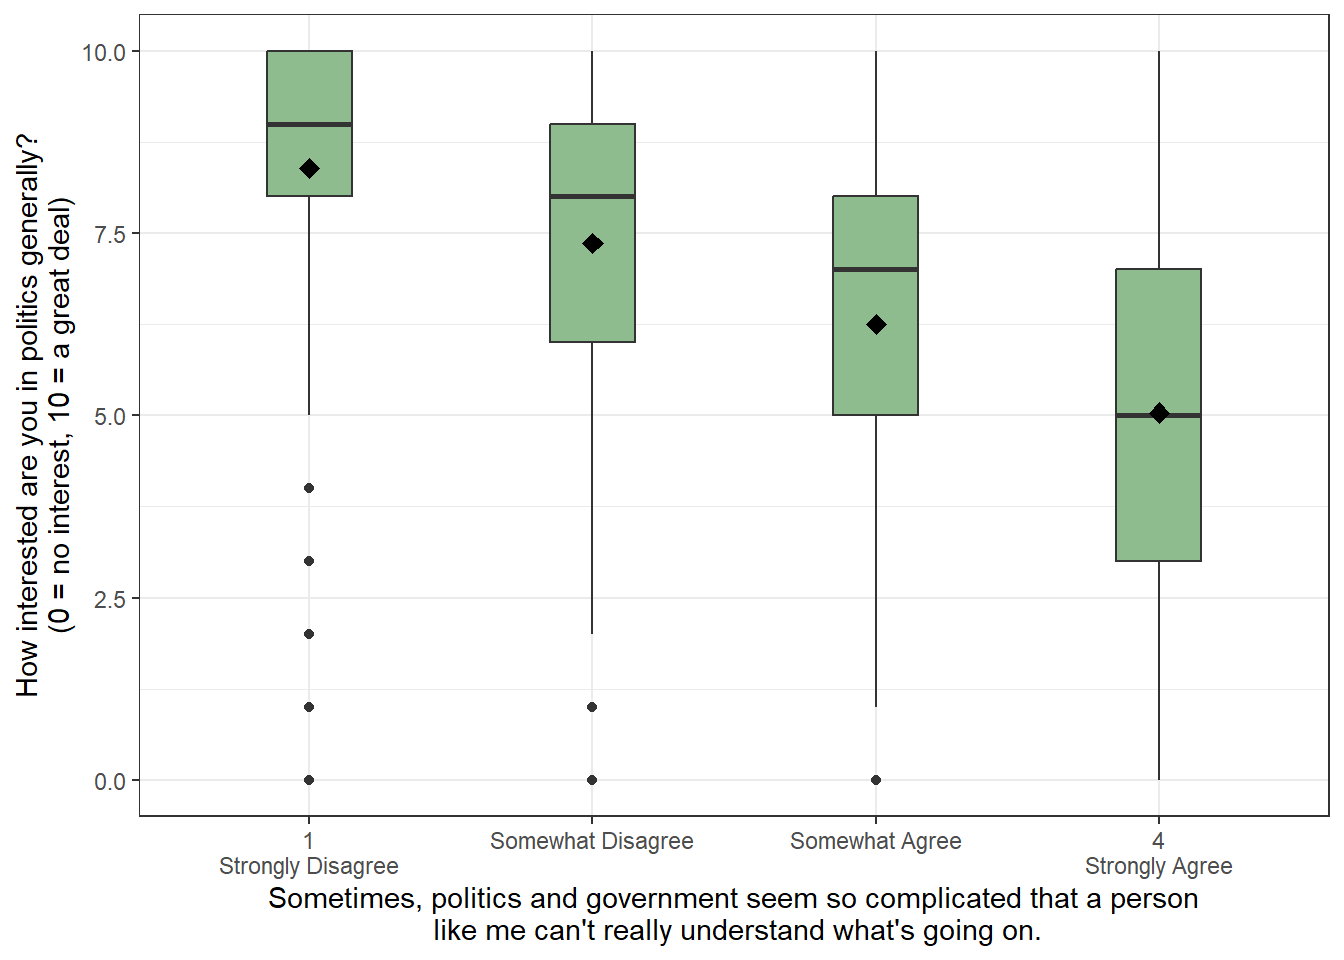 How interested are you in politics generally?
(0 = no interest, 10 = a great deal)
10.0
7.5
5.0
2.5
0.0
1
Strongly Disagree
Somewhat Disagree
Somewhat Agree
4
Strongly Agree
Sometimes, politics and government seem so complicated that a person
like me can't really understand what's going on.